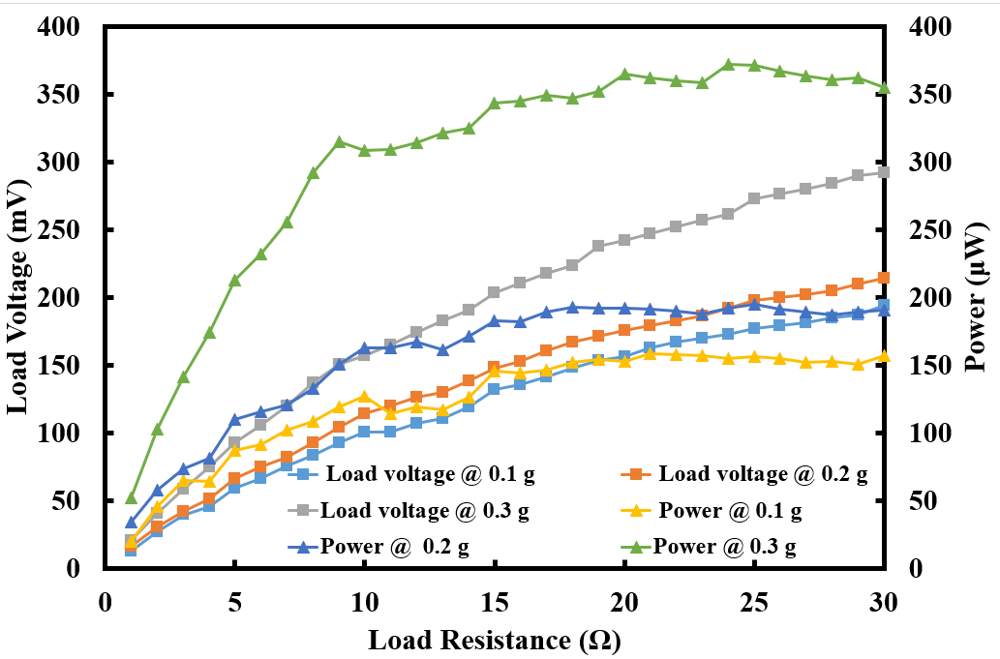 400
350
300
250
200
150
100
50
0
Load Voltage (mV)
400
350
300
250
200
150
100
50
0
Power (μW)
Load voltage @ 0.1 g
Load voltage @ 0.2 g
Load voltage @ 0.3 g
Power @ 0.1 g
Power @ 0.2 g
Power @ 0.3 g
0 5 10 15 20 25 30
Load Resistance (Ω)